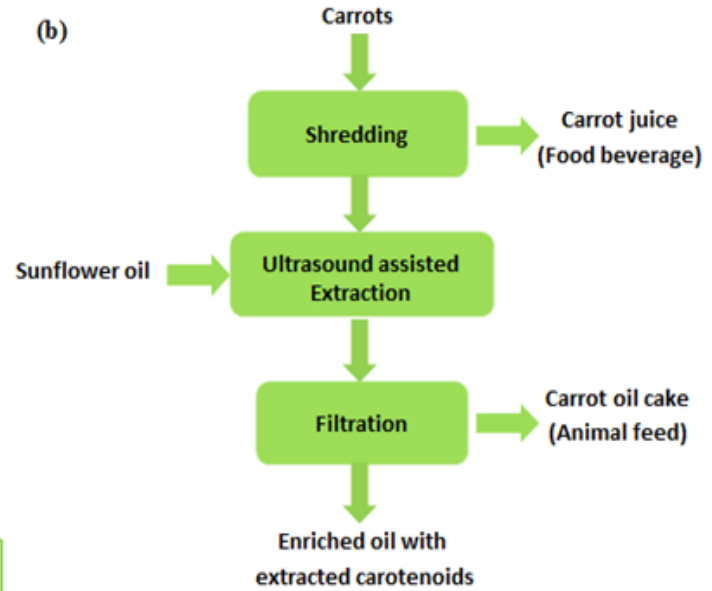 (b)
Carrots
Shredding
Carrot juice
(Food beverage)
Sunflower oil
Ultrasound assisted
Extraction
Filtration
Carrot oil cake
(Animal feed)
Enriched oil with
extracted carotenoids